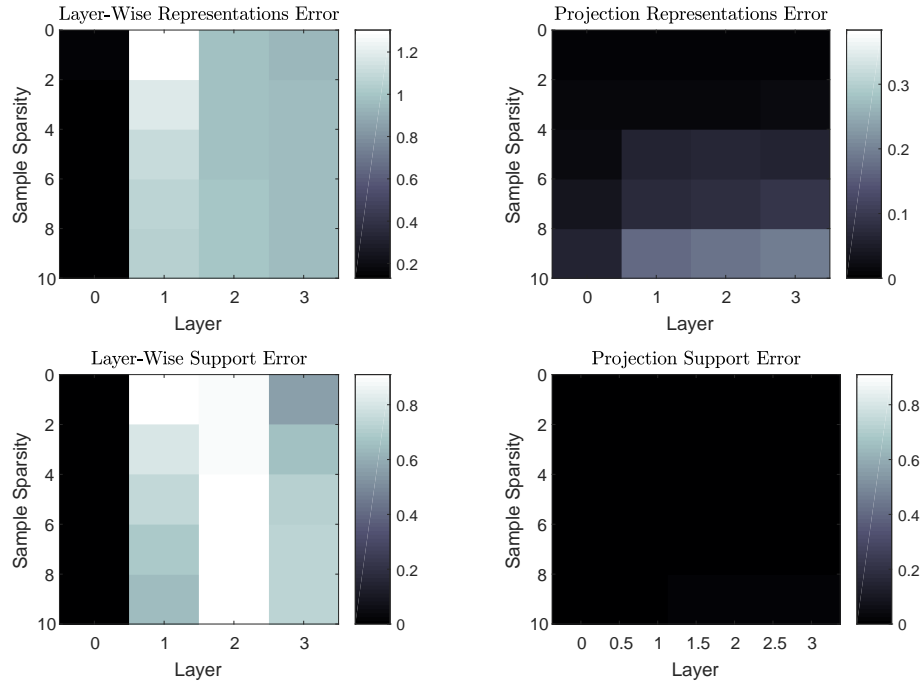 Layer-Wise Representations Error
0
2
4
6
8
10
Sample Sparsity
0 1 2 3
Layer
1.2
1
0.8
0.6
0.4
0.2
Projection Representations Error
0
2
4
6
8
10
Sample Sparsity
0 1 2 3
Layer
0.3
0.2
0.1
0
Layer-Wise Support Error
0
2
4
6
8
10
Sample Sparsity
0 1 2 3
Layer
0.8
0.6
0.4
0.2
0
Projection Support Error
0
2
4
6
8
10
Sample Sparsity
0 0.5 1 1.5 2 2.5 3
Layer
0.8
0.6
0.4
0.2
0